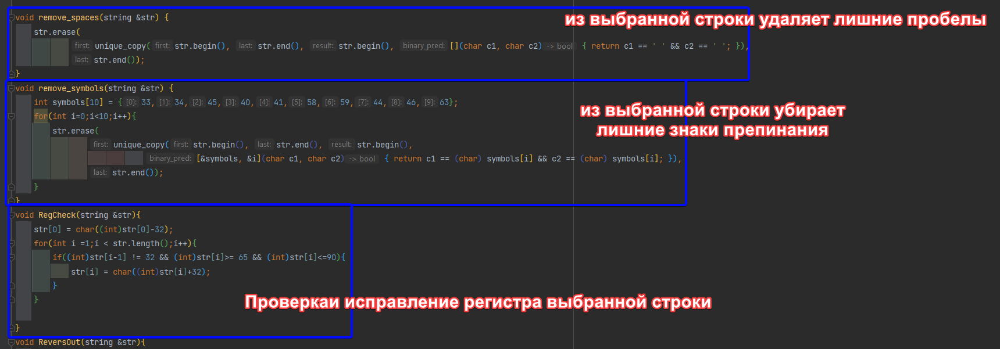 void remove_spaces(string &str) {
из выбранной строки удаляет лишние пробелы
str.erase(
first: unique_copy( first: str.begin(), last: str.end(), result: str.begin(), binary_pred: [](char c1, char c2) -> bool { return c1 == ' ' && c2 == ' '; }),
last: str.end());
}
void remove_symbols(string &str) {
int symbols[10] = { [0]: 33, [1]: 34, [2]: 45, [3]: 40, [4]: 41, [5]: 58, [6]: 59, [7]: 44, [8]: 46, [9]: 63};
for(int i=0;i<10;i++){
из выбранной строки убирает
лишние знаки препинания
str.erase(
first: unique_copy( first: str.begin(), last: str.end(), result: str.begin(),
binary_pred: [&symbols, &i](char c1, char c2) -> bool { return c1 == (char) symbols[i] && c2 == (char) symbols[i]; }),
last: str.end());
}
}
void RegCheck(string &str){
str[0] = char((int)str[0]-32);
for(int i =1;i < str.length();i++){
if((int)str[i-1] != 32 && (int)str[i]>= 65 && (int)str[i]<=90){
str[i] = char((int)str[i]+32);
}
}
Проверкаи исправление регистра выбранной строки
}
void ReversOut(string &str){